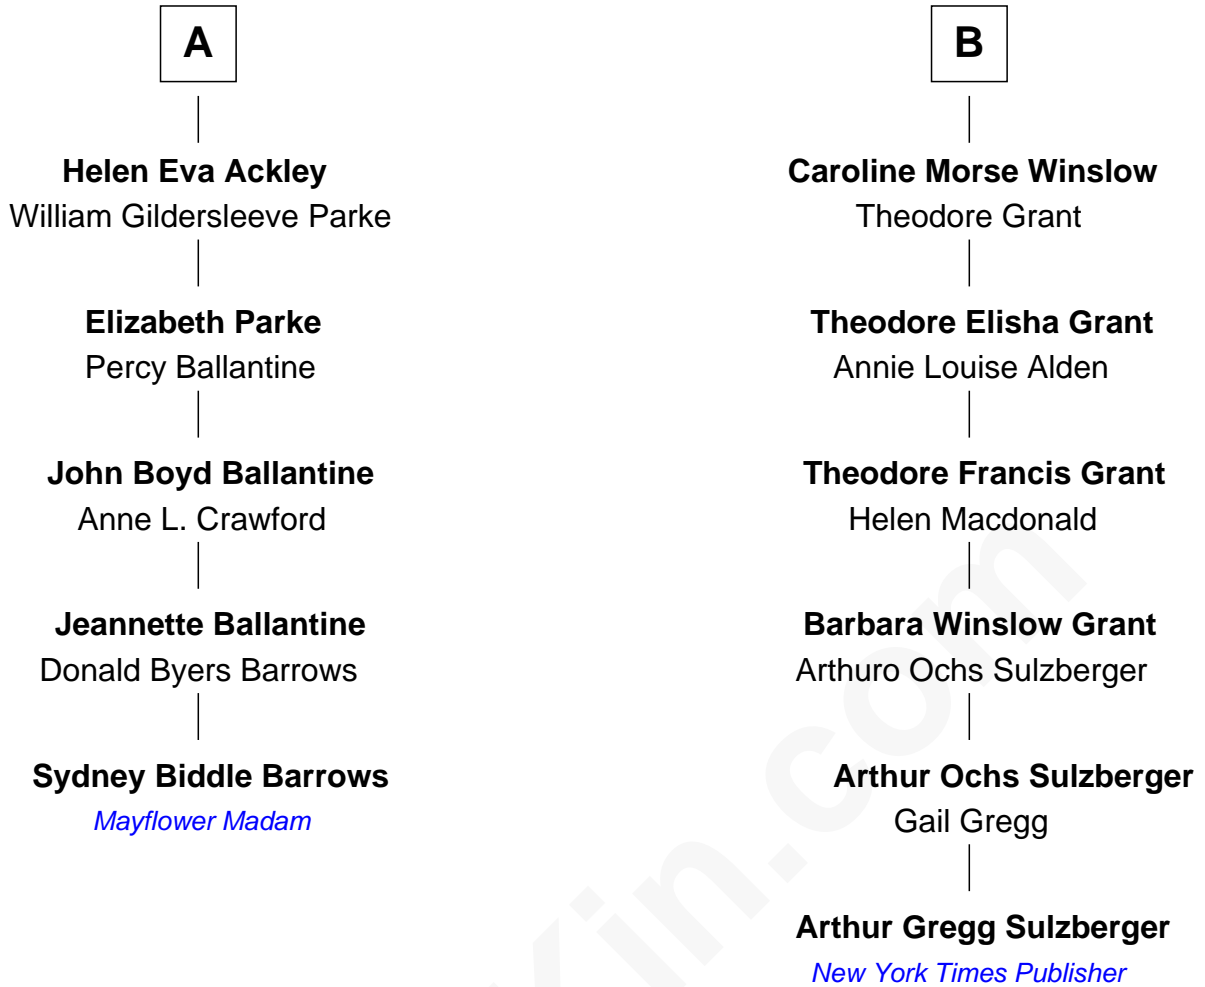 A
Helen Eva Ackley
William Gildersleeve Parke
Elizabeth Parke
Percy Ballantine
John Boyd Ballantine
Anne L. Crawford
Jeannette Ballantine
Donald Byers Barrows
Sydney Biddle Barrows
Mayflower Madam
B
Caroline Morse Winslow
Theodore Grant
Theodore Elisha Grant
Annie Louise Alden
Theodore Francis Grant
Helen Macdonald
Barbara Winslow Grant
Arthuro Ochs Sulzberger
Arthur Ochs Sulzberger
Gail Gregg
Arthur Gregg Sulzberger
New York Times Publisher
Kin.com